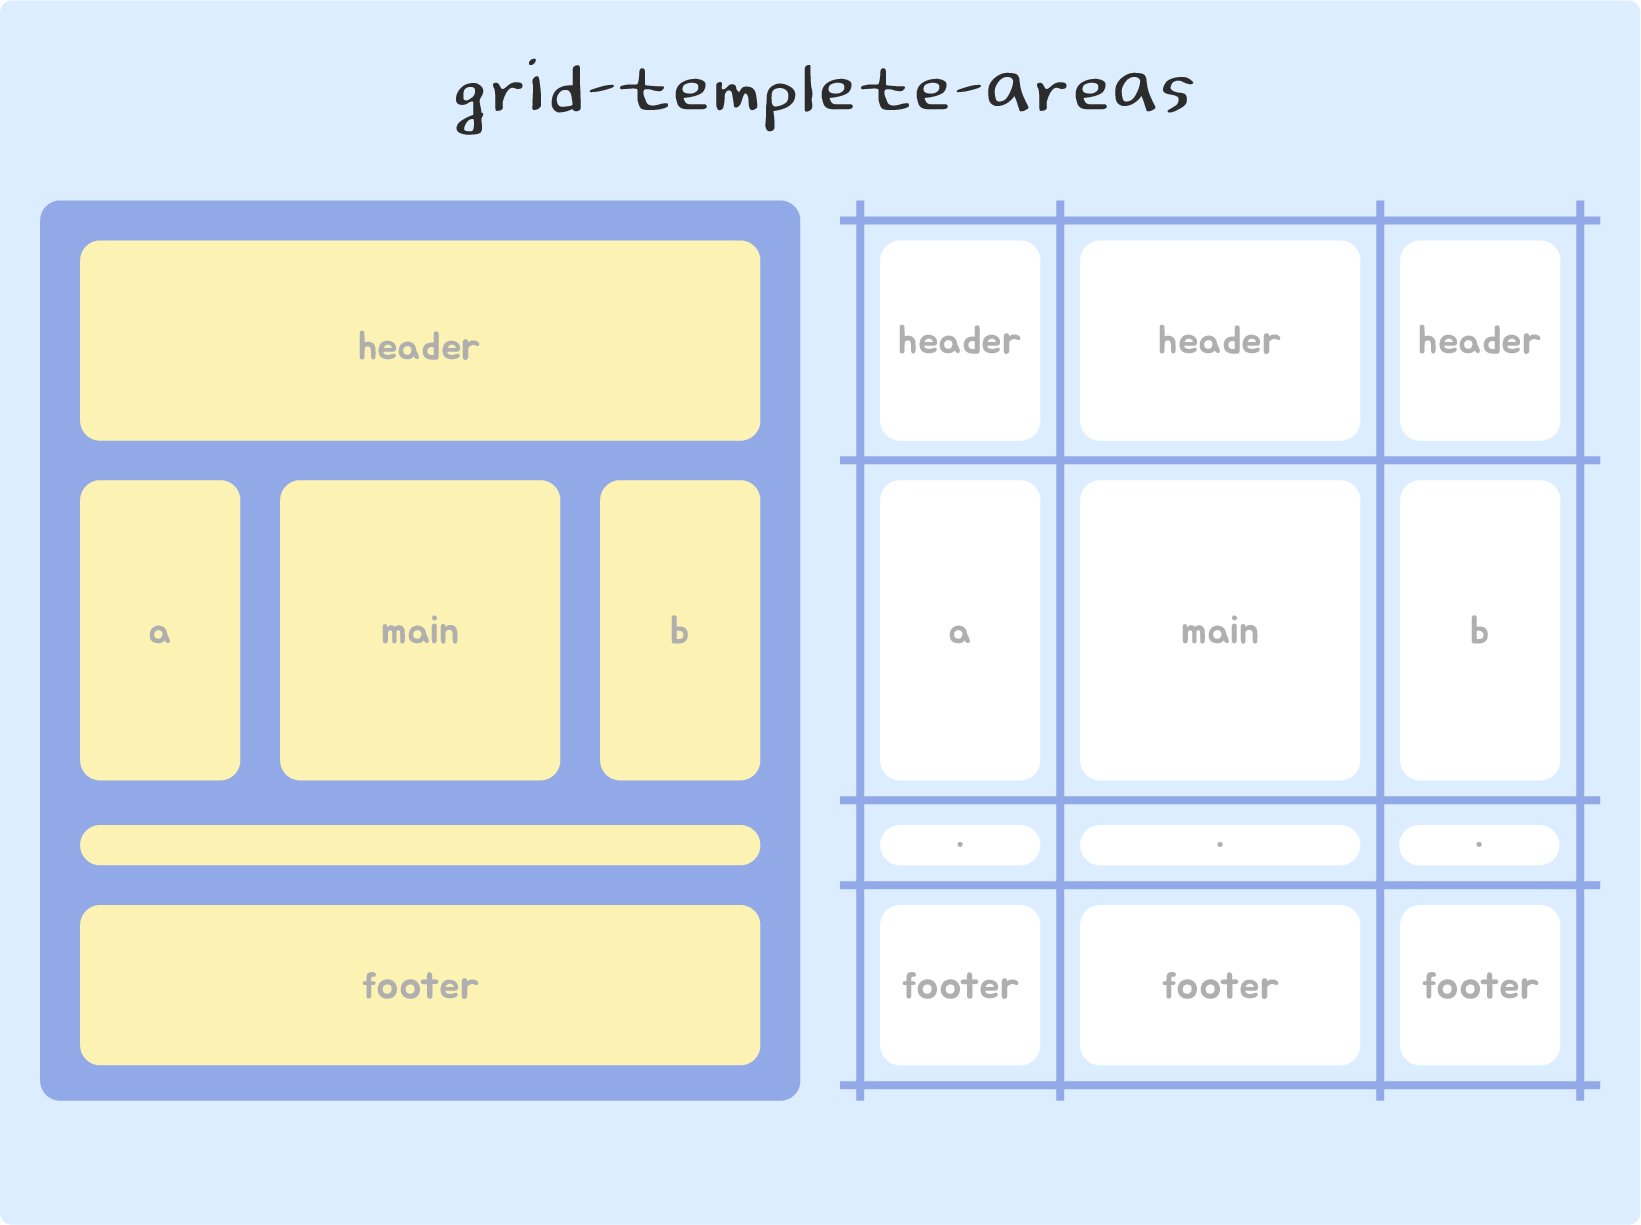 grid-templete-areas
header
a main b
footer
header header header
a main b
. . .
footer footer footer